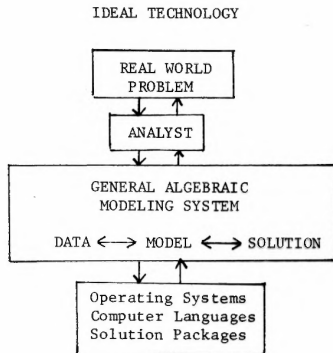 IDEAL TECHNOLOGY
REAL WORLD
PROBLEM
ANALYST
GENERAL ALGEBRAIC
MODELING SYSTEM
DATA ⟷ MODEL ⟷ SOLUTION
Operating Systems
Computer Languages
Solution Packages